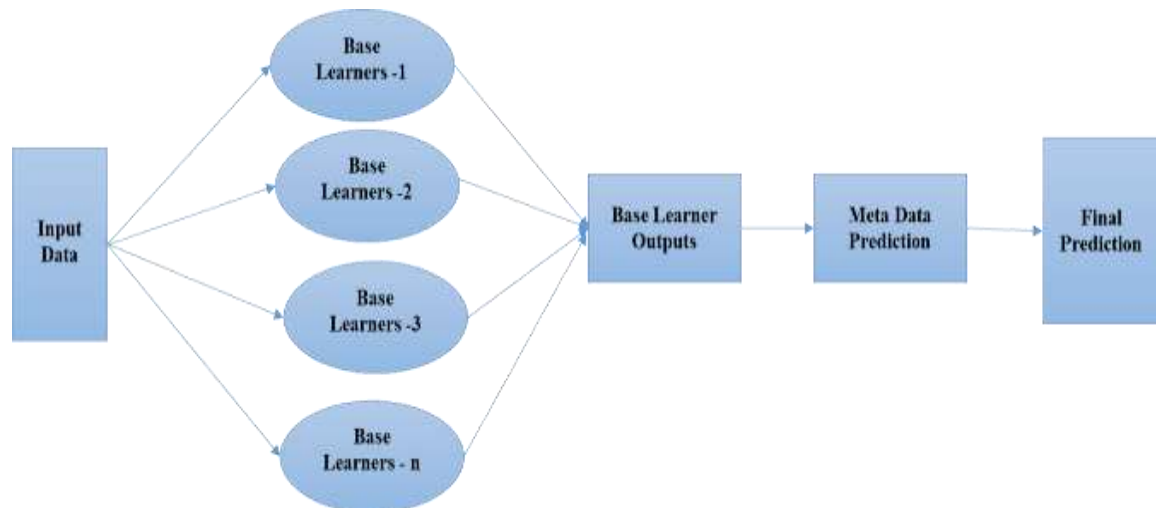 Input
Data
Base
Learners -1
Base
Learners -2
Base
Learners -3
Base
Learners - n
Base Learner
Outputs
Meta Data
Prediction
Final
Prediction